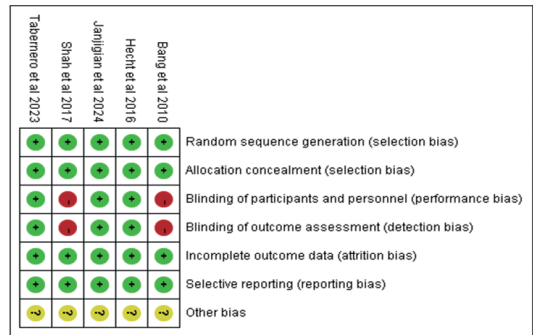 Tabernero et al 2023
Shah et al 2017
Janjigian et al 2024
Hecht et al 2016
Bang et al 2010
+ + + + + Random sequence generation (selection bias)
+ + + + + Allocation concealment (selection bias)
+ - + + - Blinding of participants and personnel (performance bias)
+ - + + - Blinding of outcome assessment (detection bias)
+ + + + + Incomplete outcome data (attrition bias)
+ + + + + Selective reporting (reporting bias)
? ? ? ? ? Other bias